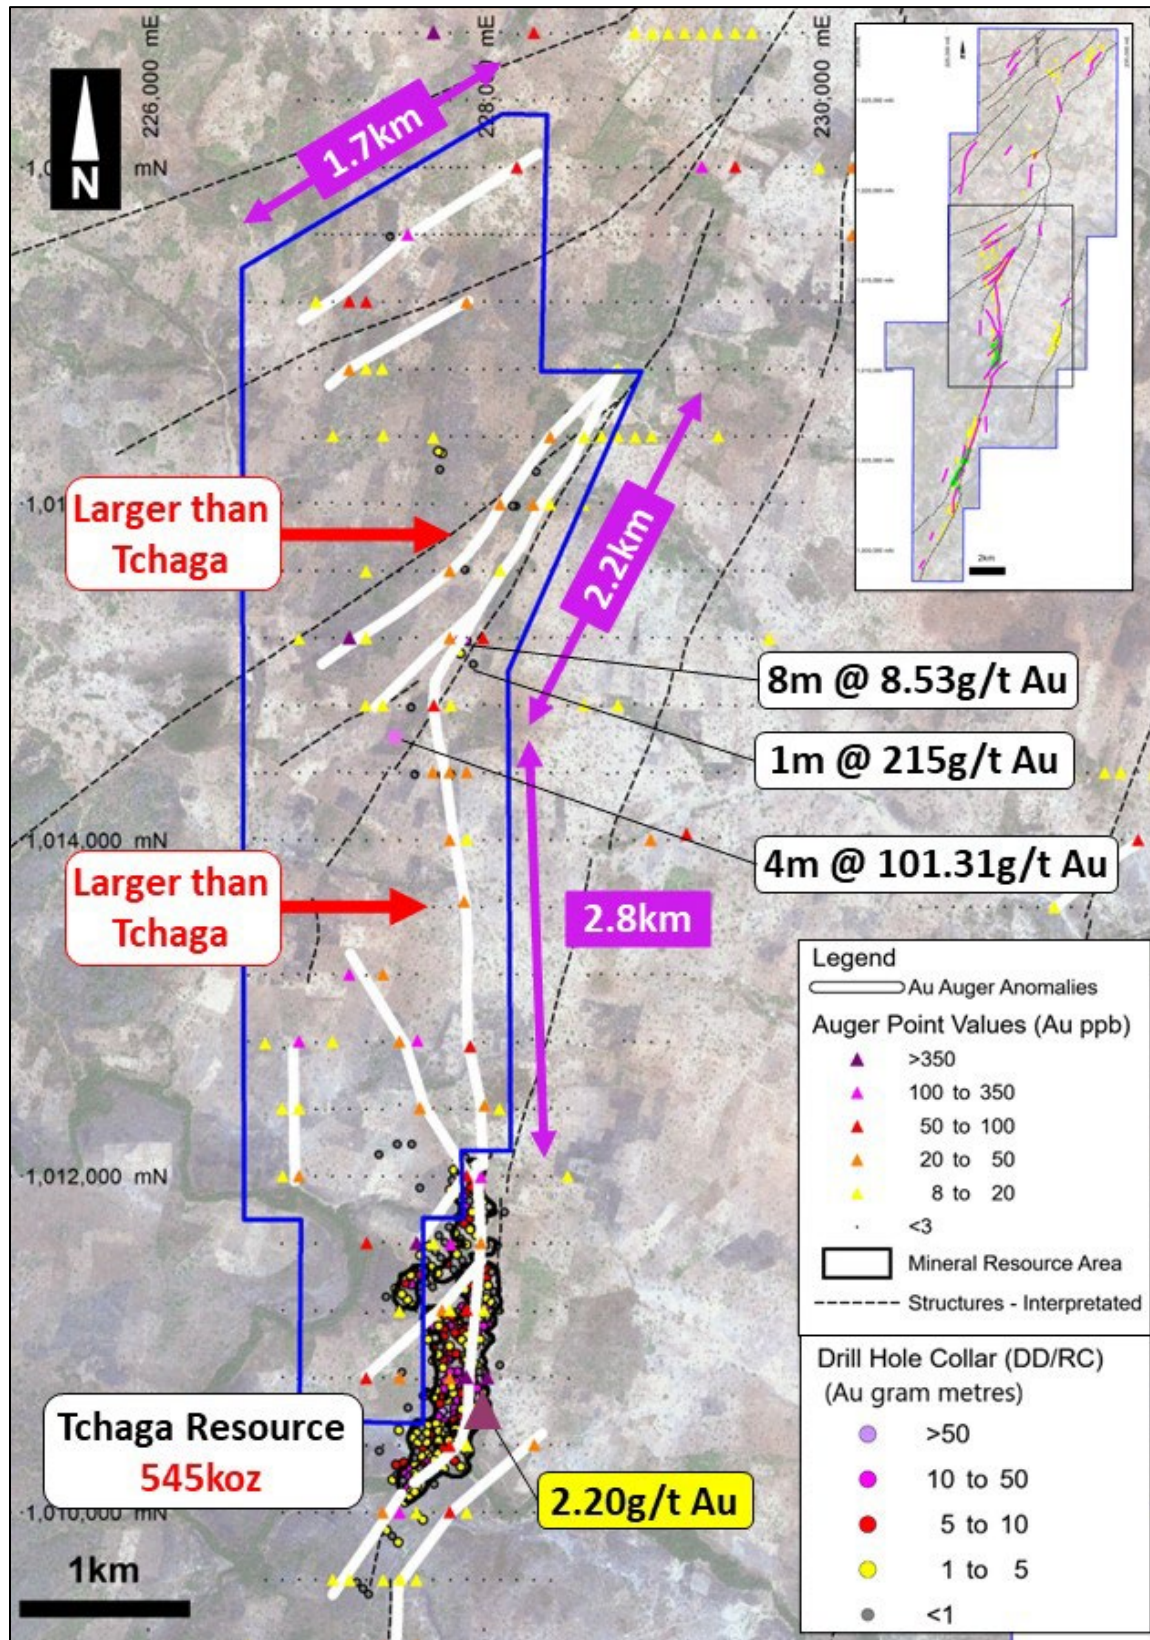 226,000 mE
228,000 mE
230,000 mE
mN
N
1.7km
Larger than
Tchaga
2.2km
8m @ 8.53g/t Au
1m @ 215g/t Au
4m @ 101.31g/t Au
1,014,000 mN
Larger than
Tchaga
2.8km
1,012,000 mN
Tchaga Resource
545koz
2.20g/t Au
1,010,000 mN
1km
2km
Legend
Au Auger Anomalies
Auger Point Values (Au ppb)
>350
100 to 350
50 to 100
20 to 50
8 to 20
<3
Mineral Resource Area
Structures - Interpretated
Drill Hole Collar (DD/RC)
(Au gram metres)
>50
10 to 50
5 to 10
1 to 5
<1